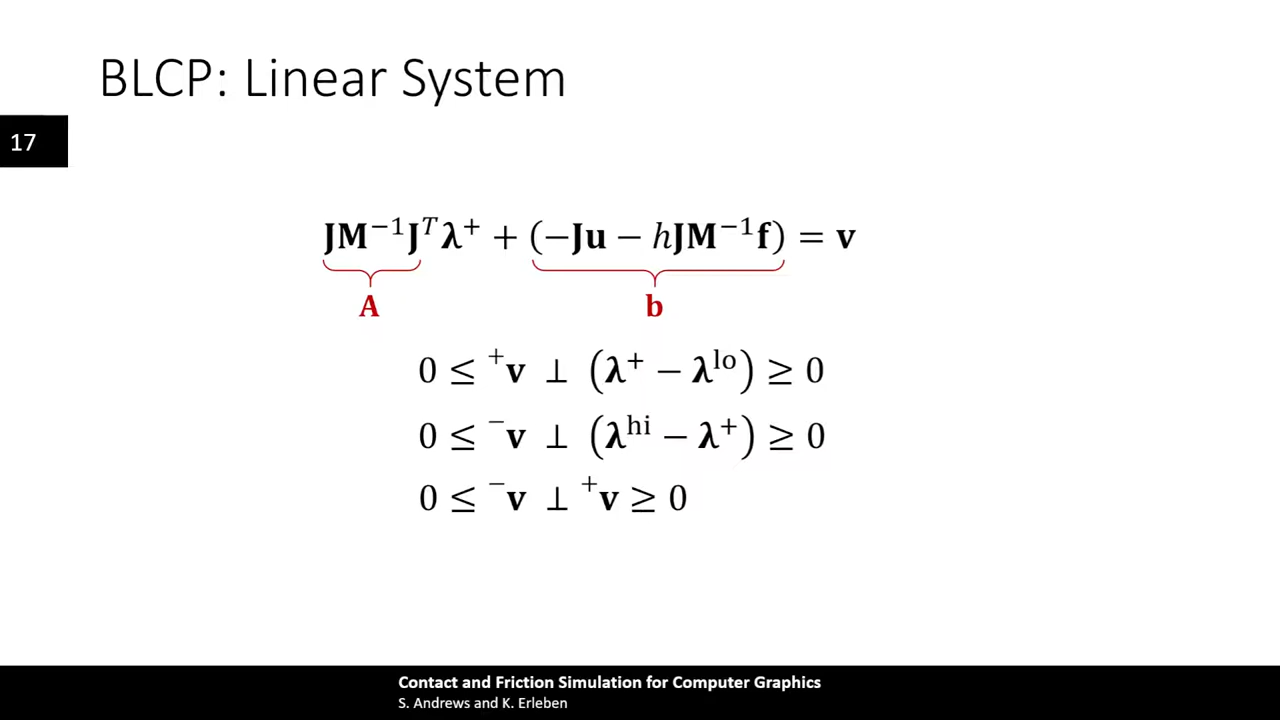 BLCP: Linear System
17
𝐉𝐌⁻¹𝐉ᵀ𝛌⁺ + (−𝐉𝐮 − ℎ𝐉𝐌⁻¹𝐟) = 𝐯
𝐀 𝐛
0 ≤ ⁺𝐯 ⊥ (𝛌⁺ − 𝛌ˡᵒ) ≥ 0
0 ≤ ⁻𝐯 ⊥ (𝛌ʰⁱ − 𝛌⁺) ≥ 0
0 ≤ ⁻𝐯 ⊥ ⁺𝐯 ≥ 0
Contact and Friction Simulation for Computer Graphics
S. Andrews and K. Erleben